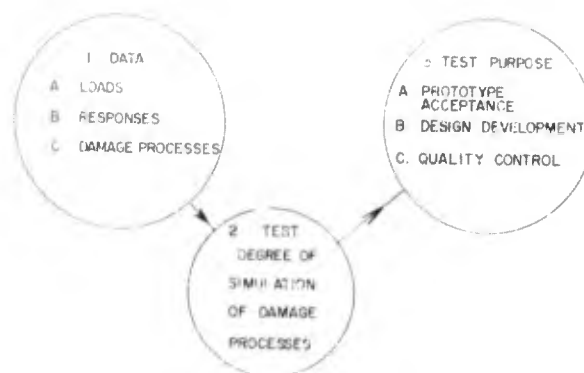 1 DATA
A LOADS
B RESPONSES
C DAMAGE PROCESSES
2 TEST
DEGREE OF
SIMULATION
OF DAMAGE
PROCESSES
3 TEST PURPOSE
A PROTOTYPE
ACCEPTANCE
B DESIGN DEVELOPMENT
C. QUALITY CONTROL